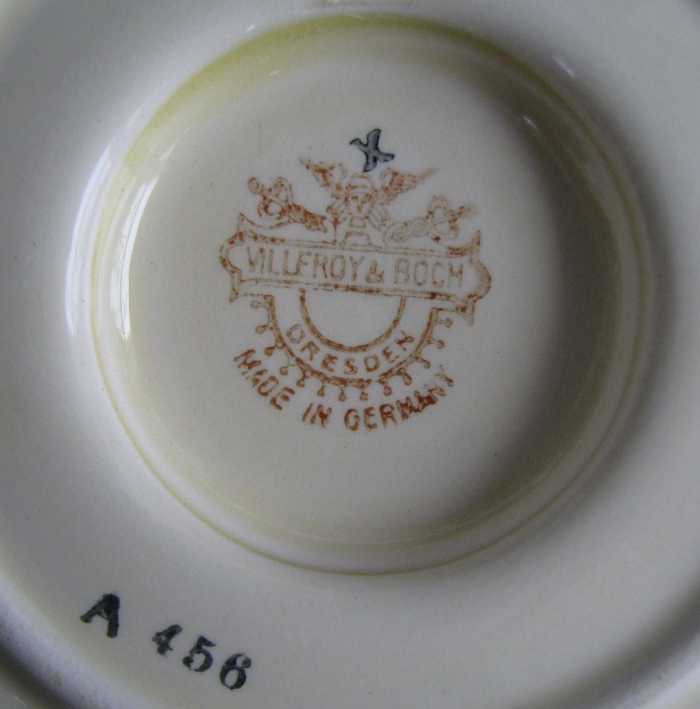 X
VILLEROY & BOCH
DRESDEN
MADE IN GERMANY
A 456